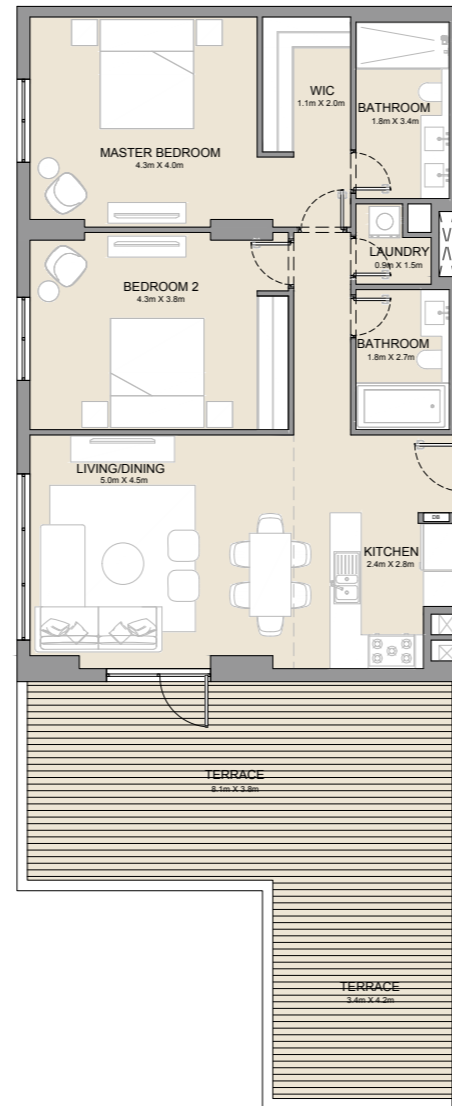 WIC
1.1m X 2.0m
BATHROOM
1.8m X 3.4m
MASTER BEDROOM
4.3m X 4.0m
LAUNDRY
0.9m X 1.5m
BEDROOM 2
4.3m X 3.8m
BATHROOM
1.8m X 2.7m
LIVING/DINING
5.0m X 4.5m
DB
KITCHEN
2.4m X 2.8m
TERRACE
8.1m X 3.8m
TERRACE
3.4m X 4.2m